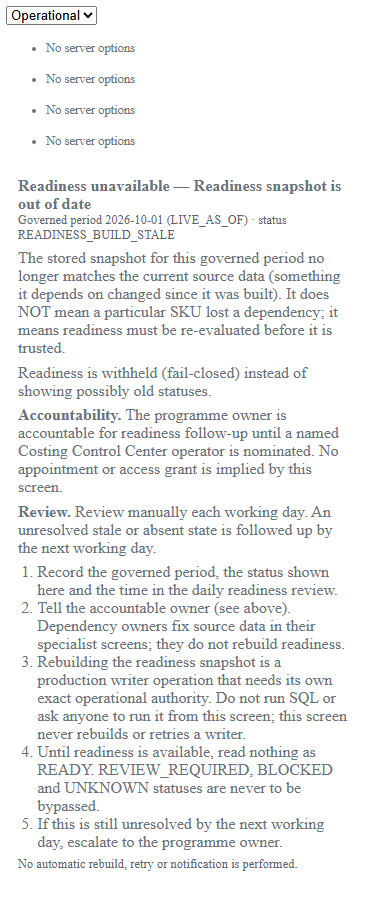 Operational
No server options
No server options
No server options
No server options
Readiness unavailable — Readiness snapshot is
out of date
Governed period 2026-10-01 (LIVE_AS_OF) · status
READINESS_BUILD_STALE
The stored snapshot for this governed period no
longer matches the current source data (something
it depends on changed since it was built). It does
NOT mean a particular SKU lost a dependency; it
means readiness must be re-evaluated before it is
trusted.
Readiness is withheld (fail-closed) instead of
showing possibly old statuses.
Accountability. The programme owner is
accountable for readiness follow-up until a named
Costing Control Center operator is nominated. No
appointment or access grant is implied by this
screen.
Review. Review manually each working day. An
unresolved stale or absent state is followed up by
the next working day.
1. Record the governed period, the status shown
here and the time in the daily readiness review.
2. Tell the accountable owner (see above).
Dependency owners fix source data in their
specialist screens; they do not rebuild readiness.
3. Rebuilding the readiness snapshot is a
production writer operation that needs its own
exact operational authority. Do not run SQL or
ask anyone to run it from this screen; this screen
never rebuilds or retries a writer.
4. Until readiness is available, read nothing as
READY. REVIEW_REQUIRED, BLOCKED
and UNKNOWN statuses are never to be
bypassed.
5. If this is still unresolved by the next working
day, escalate to the programme owner.
No automatic rebuild, retry or notification is performed.